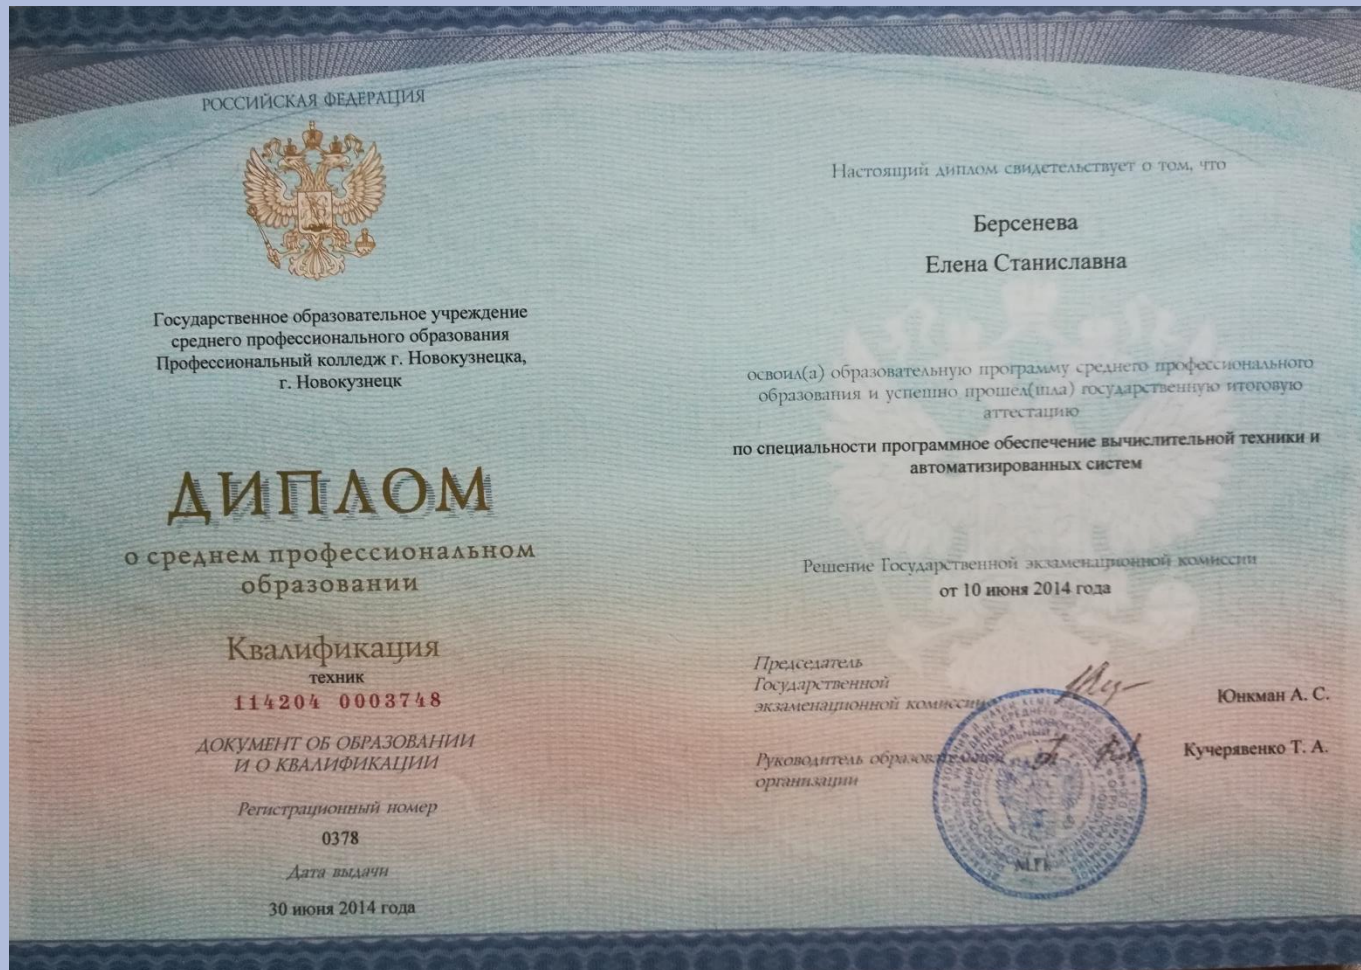 РОССИЙСКАЯ ФЕДЕРАЦИЯ
Государственное образовательное учреждение
среднего профессионального образования
Профессиональный колледж г. Новокузнецка,
г. Новокузнецк
ДИПЛОМ
о среднем профессиональном
образовании
Квалификация
техник
114204 0003748
ДОКУМЕНТ ОБ ОБРАЗОВАНИИ
И О КВАЛИФИКАЦИИ
Регистрационный номер
0378
Дата выдачи
30 июня 2014 года
Настоящий диплом свидетельствует о том, что
Берсенева
Елена Станиславна
освоил(а) образовательную программу среднего профессионального
образования и успешно прошел(шла) государственную итоговую
аттестацию
по специальности программное обеспечение вычислительной техники и
автоматизированных систем
Решение Государственной экзаменационной комиссии
от 10 июня 2014 года
Председатель
Государственной
экзаменационной комиссии
Юнкман А. С.
Руководитель
организации
Кучерявенко Т. А.